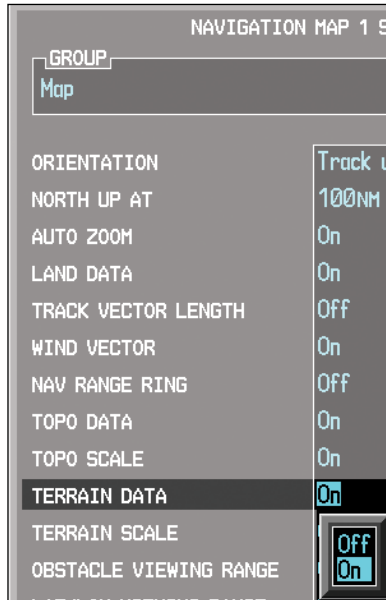 NAVIGATION MAP 1
GROUP
Map
ORIENTATION Track
NORTH UP AT 100NM
AUTO ZOOM On
LAND DATA On
TRACK VECTOR LENGTH Off
WIND VECTOR On
NAV RANGE RING Off
TOPO DATA On
TOPO SCALE On
TERRAIN DATA On
TERRAIN SCALE
Off
OBSTACLE VIEWING RANGE
On